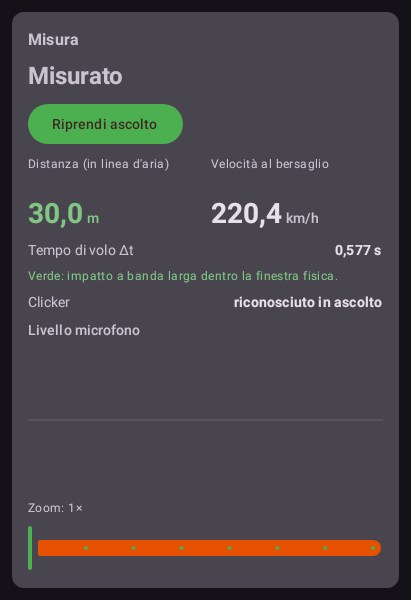 Misura
Misurato
Riprendi ascolto
Distanza (in linea d'aria) Velocità al bersaglio
30,0 m 220,4 km/h
Tempo di volo Δt 0,577 s
Verde: impatto a banda larga dentro la finestra fisica.
Clicker riconosciuto in ascolto
Livello microfono
Zoom: 1×